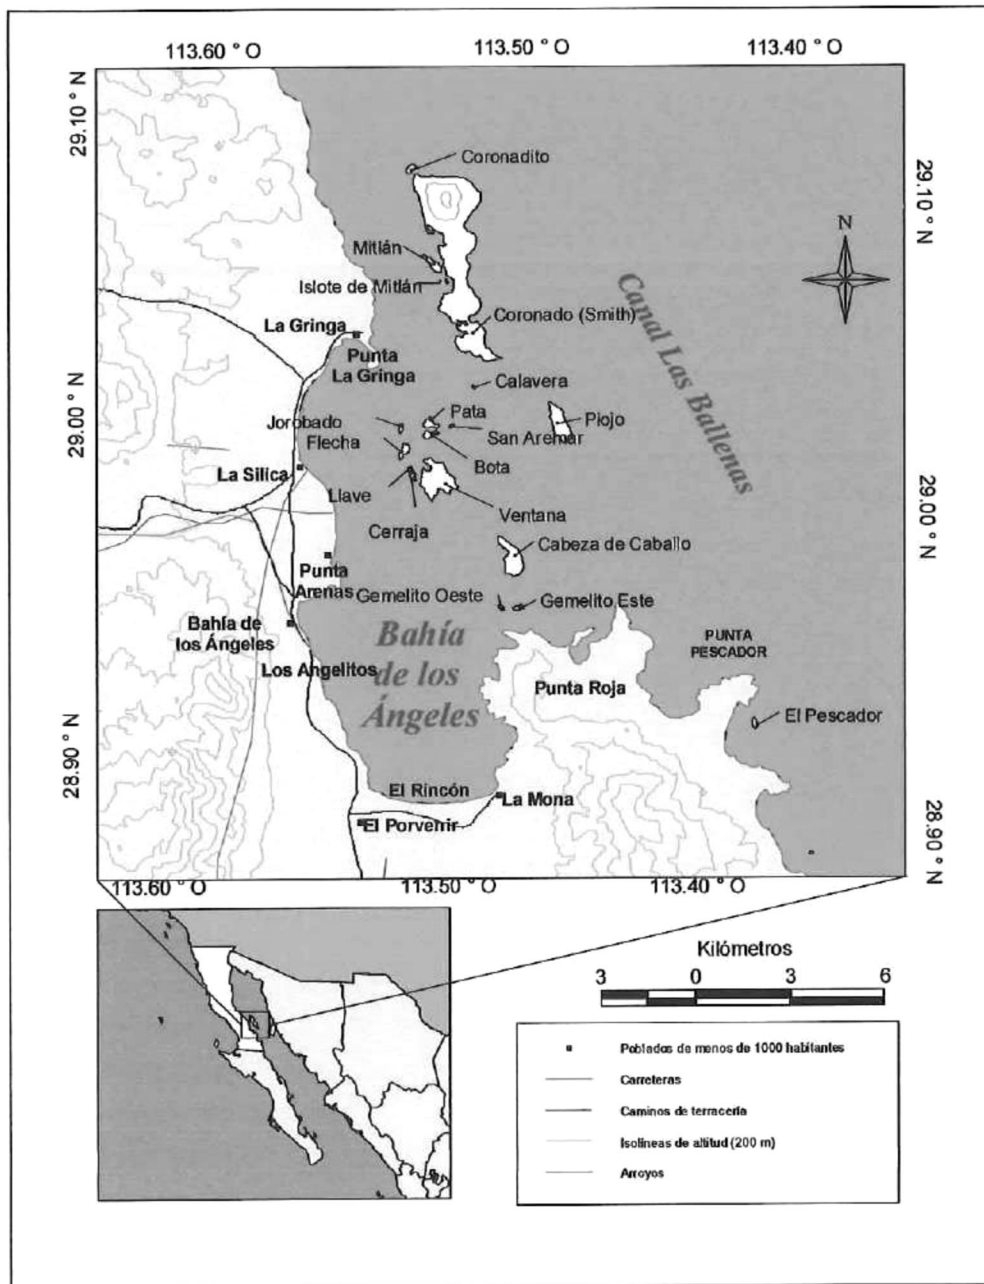 113.60 ° O
113.50 ° O
113.40 ° O
29.10 ° N
29.10 ° N
Coronadito
N
Mitlán
Islote de Mitlán
Canal Las Ballenas
La Gringa
Coronado (Smith)
Punta
La Gringa
Calavera
29.00 ° N
Jorobado
Pata
Piojo
Flecha
San Aremar
La Silica
Bota
Llave
Ventana
29.00 ° N
Cerraja
Cabeza de Caballo
Punta
Arenas
Gemelito Oeste
Gemelito Este
Bahía de
los Ángeles
Bahía
de los
Ángeles
PUNTA
PESCADOR
Los Angelitos
Punta Roja
El Pescador
28.90 ° N
El Rincón
La Mona
El Porvenir
28.90 ° N
113.60 ° O
113.50 ° O
113.40 ° O
Kilómetros
3 0 3 6
Poblados de menos de 1000 habitantes
Carreteras
Caminos de terracería
Isolíneas de altitud (200 m)
Arroyos